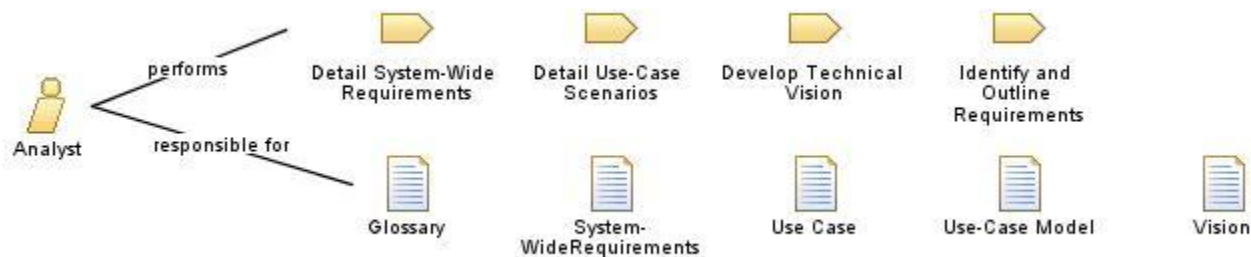 performs
Detail System-Wide
Requirements
Detail Use-Case
Scenarios
Develop Technical
Vision
Identify and
Outline
Requirements
Analyst
responsible for
Glossary
System-
WideRequirements
Use Case
Use-Case Model
Vision